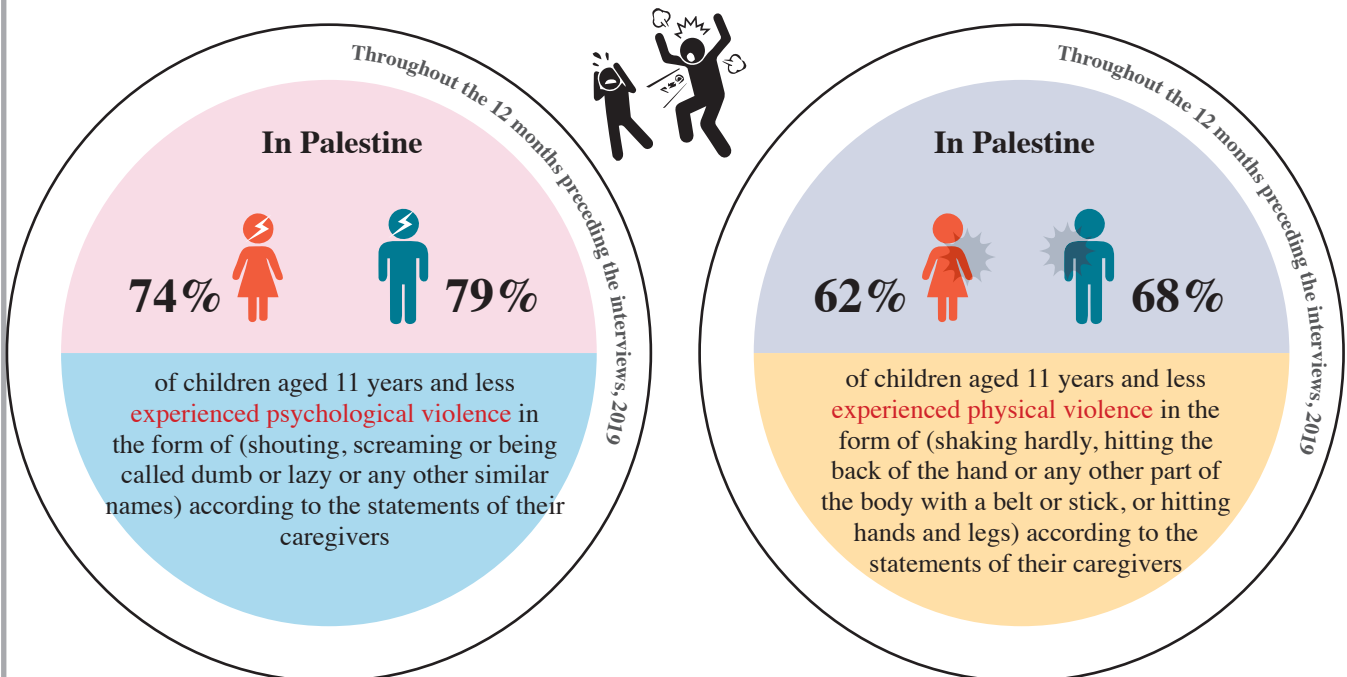 Throughout the 12 months preceding the interviews, 2019
In Palestine
74% 79%
of children aged 11 years and less
experienced psychological violence in
the form of (shouting, screaming or being
called dumb or lazy or any other similar
names) according to the statements of their
caregivers
Throughout the 12 months preceding the interviews, 2019
In Palestine
62% 68%
of children aged 11 years and less
experienced physical violence in the
form of (shaking hardly, hitting the
back of the hand or any other part of
the body with a belt or stick, or hitting
hands and legs) according to the
statements of their caregivers